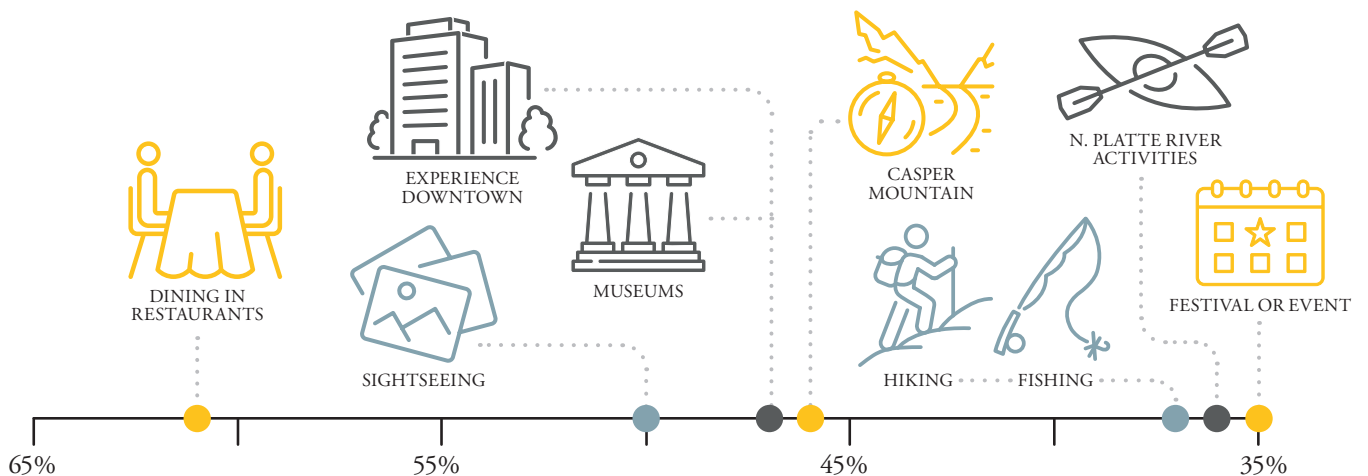 EXPERIENCE
DOWNTOWN
CASPER
MOUNTAIN
N. PLATTE RIVER
ACTIVITIES
DINING IN
RESTAURANTS
MUSEUMS
FESTIVAL OR EVENT
SIGHTSEEING
HIKING
FISHING
65%
55%
45%
35%